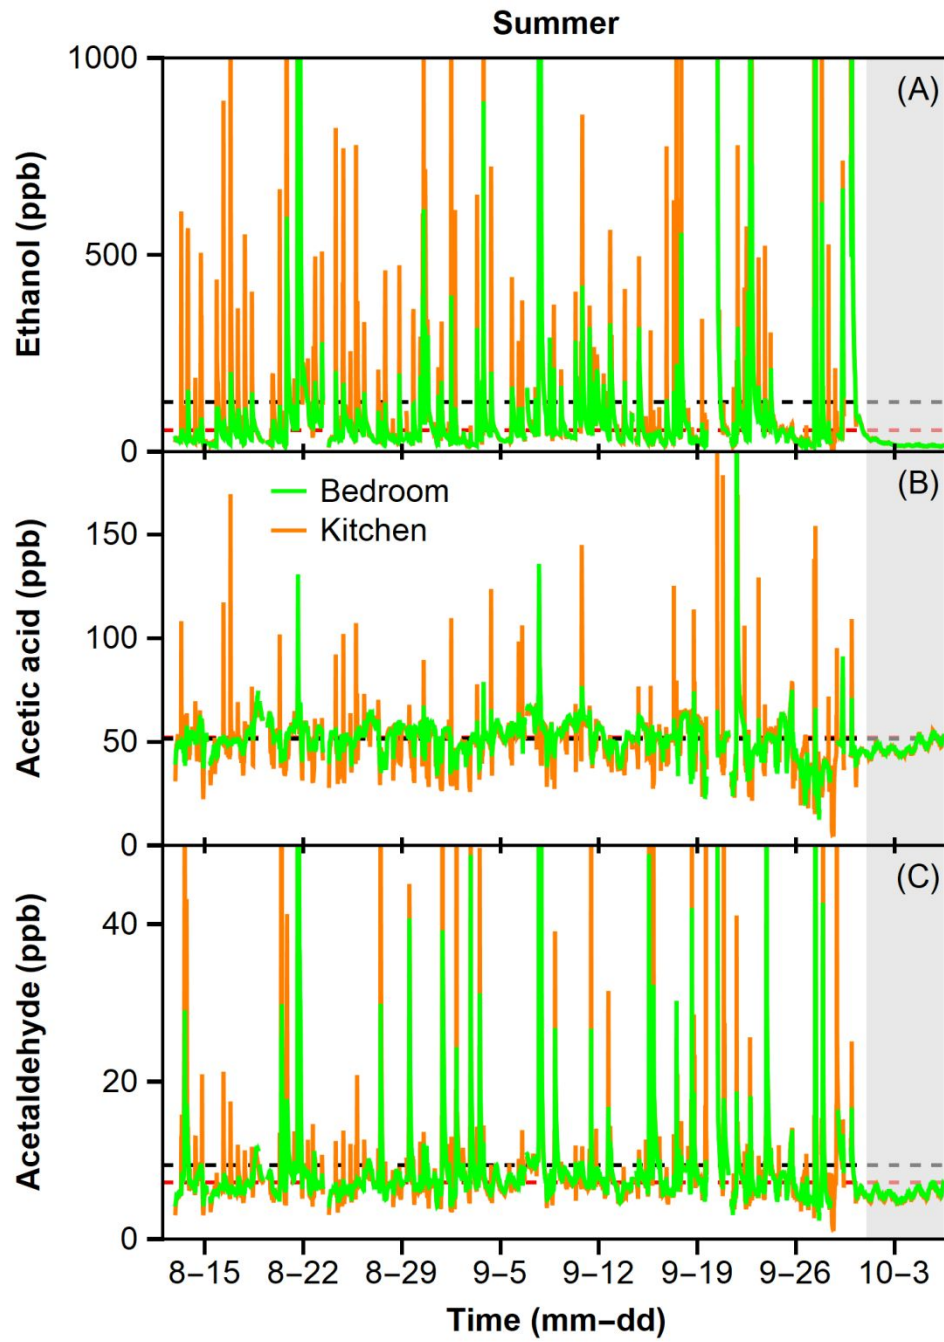 Summer
Ethanol (ppb)
1000
500
0
(A)
Acetic acid (ppb)
150
100
50
0
Bedroom
Kitchen
(B)
Acetaldehyde (ppb)
40
20
0
(C)
8–15 8–22 8–29 9–5 9–12 9–19 9–26 10–3
Time (mm–dd)